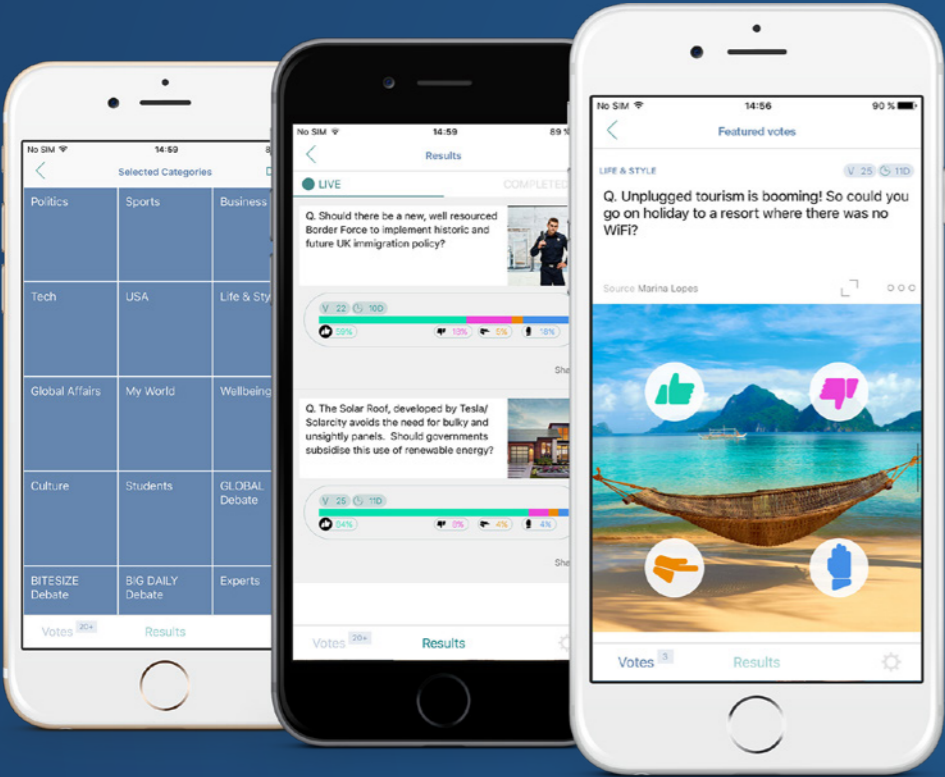 No SIM
14:59
Selected Categories
Politics
Sports
Business
Tech
USA
Life & Sty
Global Affairs
My World
Wellbeing
Culture
Students
GLOBAL
Debate
BITESIZE
Debate
BIG DAILY
Debate
Experts
Votes 20+
Results
No SIM
14:59
89 %
Results
LIVE
COMPLETED
Q. Should there be a new, well resourced
Border Force to implement historic and
future UK immigration policy?
V 22 10D
59% 18% 5% 18%
Sha
Q. The Solar Roof, developed by Tesla/
Solarcity avoids the need for bulky and
unsightly panels. Should governments
subsidise this use of renewable energy?
V 25 11D
84% 8% 4% 4%
Sha
Votes 20+
Results
No SIM
14:56
90 %
Featured votes
LIFE & STYLE
V 25 11D
Q. Unplugged tourism is booming! So could you
go on holiday to a resort where there was no
WiFi?
Source Marina Lopes
Votes
Results